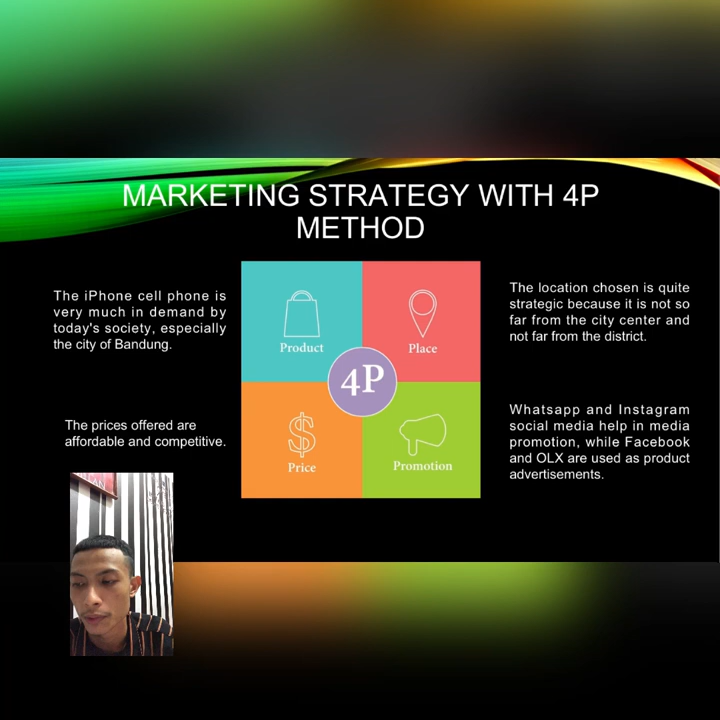 MARKETING STRATEGY WITH 4P
METHOD
The iPhone cell phone is
very much in demand by
today's society, especially
the city of Bandung.
The prices offered are
affordable and competitive.
Product
Place
4P
Price
Promotion
The location chosen is quite
strategic because it is not so
far from the city center and
not far from the district.
Whatsapp and Instagram
social media help in media
promotion, while Facebook
and OLX are used as product
advertisements.